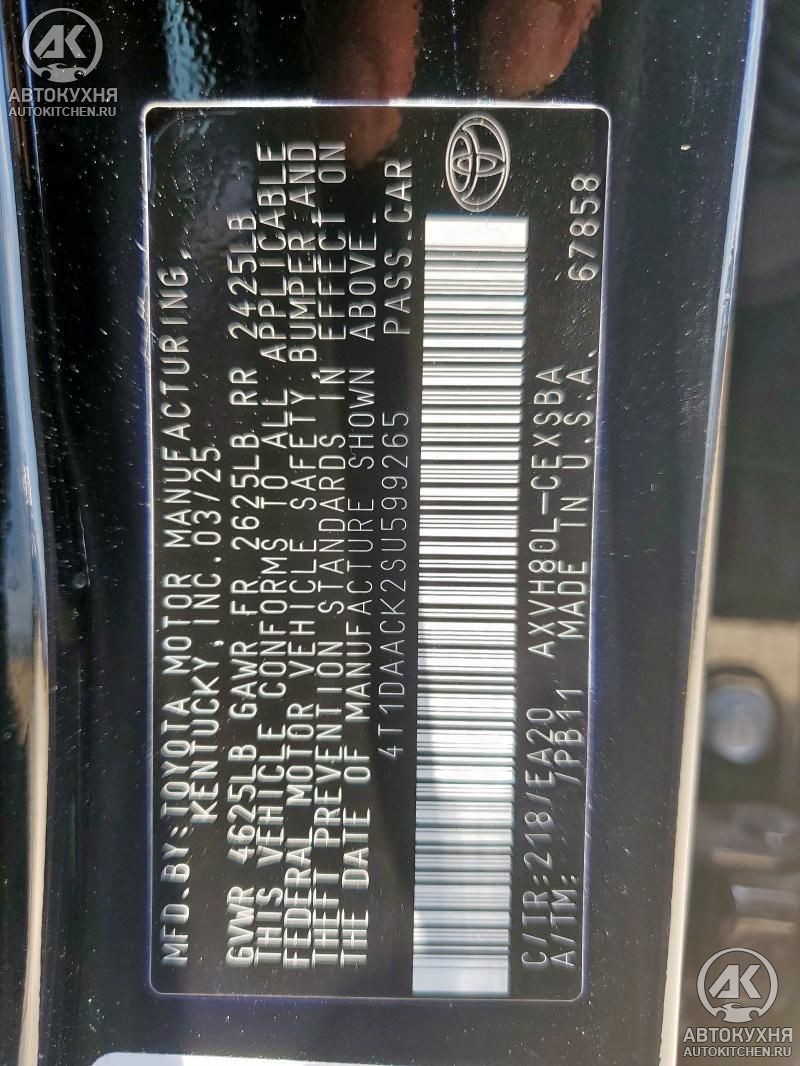 AK
АВТОКУХНЯ
AUTOKITCHEN.RU
MFD.BY:TOYOTA MOTOR MANUFACTURING,
KENTUCKY,INC.03/25
GVWR 4625LB GAWR FR 2625LB RR 2425LB
THIS VEHICLE CONFORMS TO ALL APPLICABLE
FEDERAL MOTOR VEHICLE SAFETY,BUMPER AND
THEFT PREVENTION STANDARDS IN EFFECT ON
THE DATE OF MANUFACTURE SHOWN ABOVE.
4T1DAACK2SU599265 PASS.CAR
C/TR:218/EA20 AXVH80L-CEXSBA 67858
A/TM: /PB11 MADE IN U.S.A.
AK
АВТОКУХНЯ
AUTOKITCHEN.RU